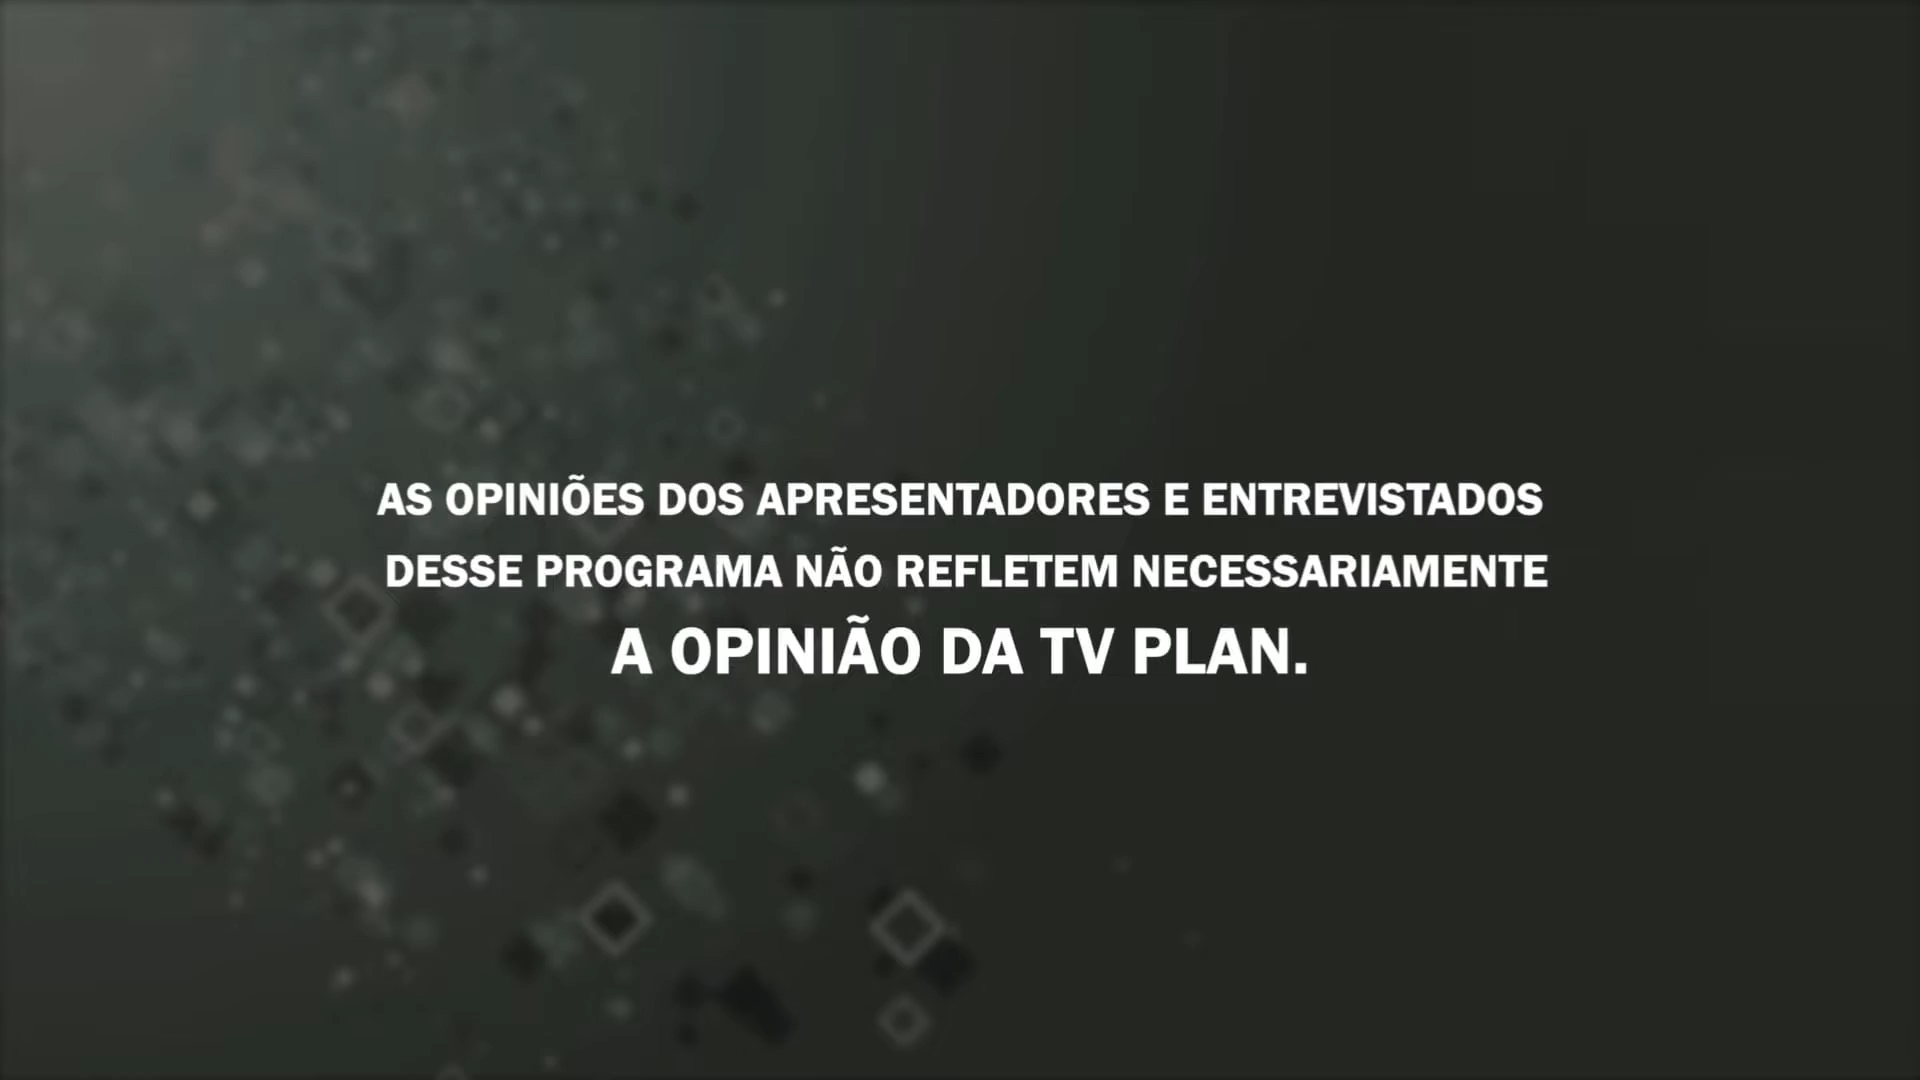 AS OPINIÕES DOS APRESENTADORES E ENTREVISTADOS
DESSE PROGRAMA NÃO REFLETEM NECESSARIAMENTE
A OPINIÃO DA TV PLAN.